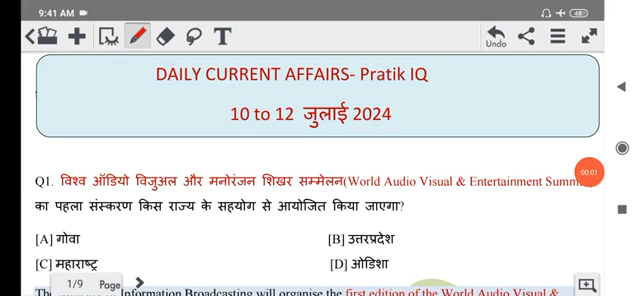 9:41 AM
48
T
Undo
DAILY CURRENT AFFAIRS- Pratik IQ
10 to 12 जुलाई 2024
00:01
Q1. विश्व ऑडियो विजुअल और मनोरंजन शिखर सम्मेलन(World Audio Visual & Entertainment
का पहला संस्करण किस राज्य के सहयोग से आयोजित किया जाएगा?
[A] गोवा
[B] उत्तरप्रदेश
[C] महाराष्ट्र
[D] ओडिशा
1/9 Page
Information Broadcasting will organise the first edition of the World Audio Visual &